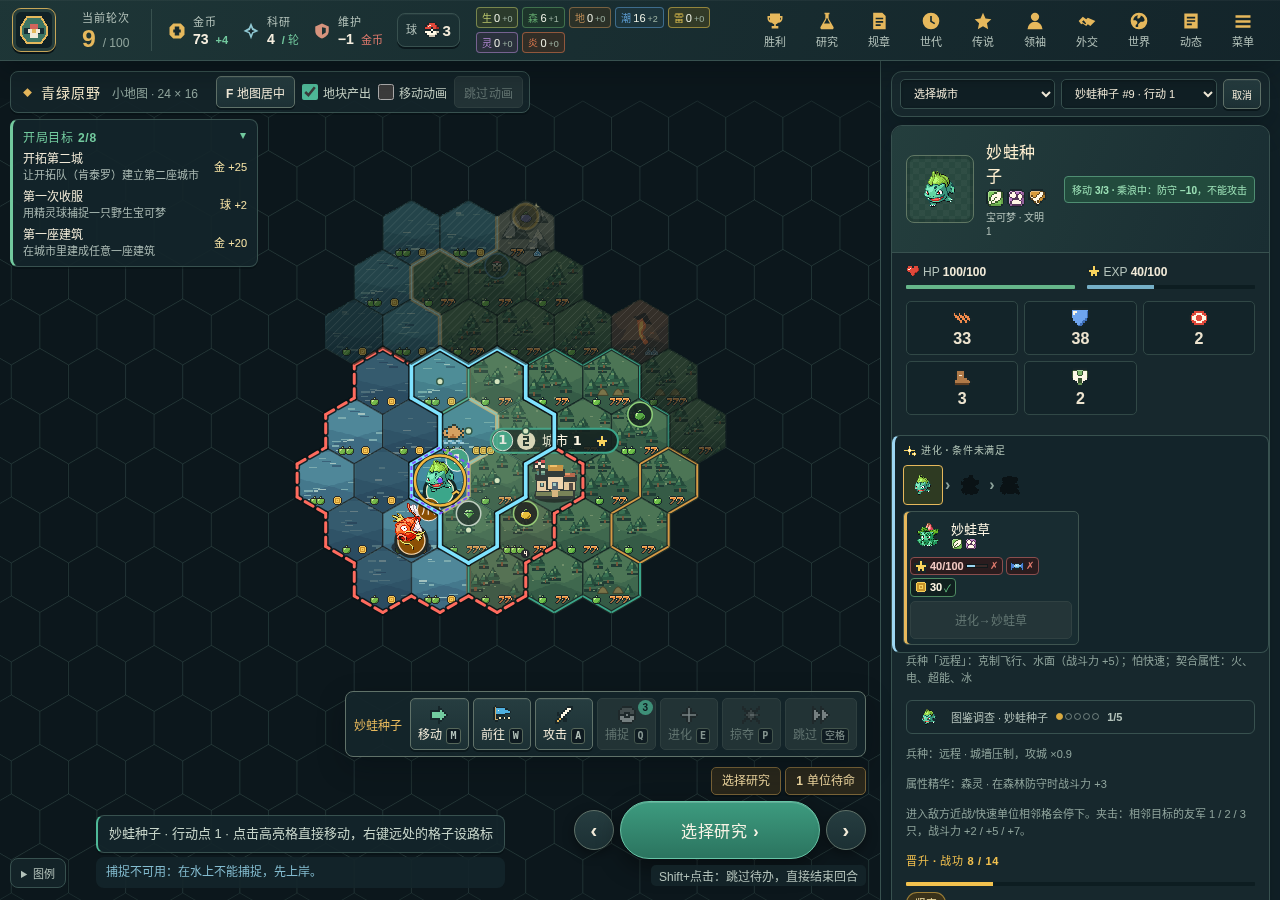 当前轮次
9 / 100
金币
73 +4
科研
4 / 轮
维护
−1 金币
球 3
生 0 +0
森 6 +1
地 0 +0
潮 16 +2
雷 0 +0
灵 0 +0
炎 0 +0
胜利
研究
规章
世代
传说
领袖
外交
世界
动态
菜单
青绿原野 小地图 · 24 × 16
F 地图居中
地块产出
移动动画
跳过动画
开局目标 2/8
开拓第二城
让开拓队（肯泰罗）建立第二座城市
金 +25
第一次收服
用精灵球捕捉一只野生宝可梦
球 +2
第一座建筑
在城市里建成任意一座建筑
金 +20
1 城市 1
选择城市
妙蛙种子 #9 · 行动 1
取消
妙蛙种子
宝可梦 · 文明 1
移动 3/3 · 乘浪中：防守 −10，不能攻击
HP 100/100
EXP 40/100
33
38
2
3
2
进化 · 条件未满足
妙蛙草
40/100 ✗
✗
30 ✓
进化→妙蛙草
兵种「远程」：克制飞行、水面（战斗力 +5）；怕快速；契合属性：火、
电、超能、冰
图鉴调查 · 妙蛙种子 1/5
兵种：远程 · 城墙压制，攻城 ×0.9
属性精华：森灵 · 在森林防守时战斗力 +3
进入敌方近战/快速单位相邻格会停下。夹击：相邻目标的友军 1 / 2 / 3
只，战斗力 +2 / +5 / +7。
晋升 · 战功 8 / 14
妙蛙种子
移动 M
前往 W
攻击 A
捕捉 Q
3
进化 E
掠夺 P
跳过 空格
选择研究
1 单位待命
‹
选择研究 ›
›
Shift+点击：跳过待办，直接结束回合
妙蛙种子 · 行动点 1 · 点击高亮格直接移动，右键远处的格子设路标
捕捉不可用：在水上不能捕捉，先上岸。
图例